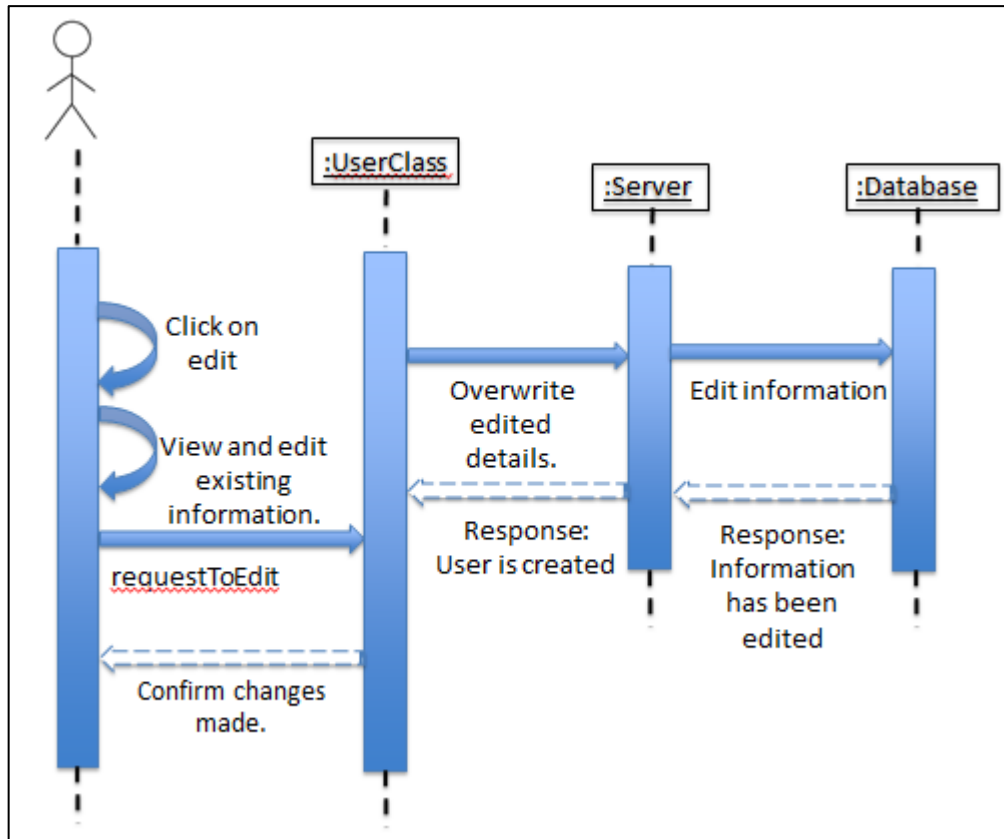 :UserClass
:Server
:Database
Click on
edit
View and edit
existing
information.
requestToEdit
Confirm changes
made.
Overwrite
edited
details.
Response:
User is created
Edit information
Response:
Information
has been
edited